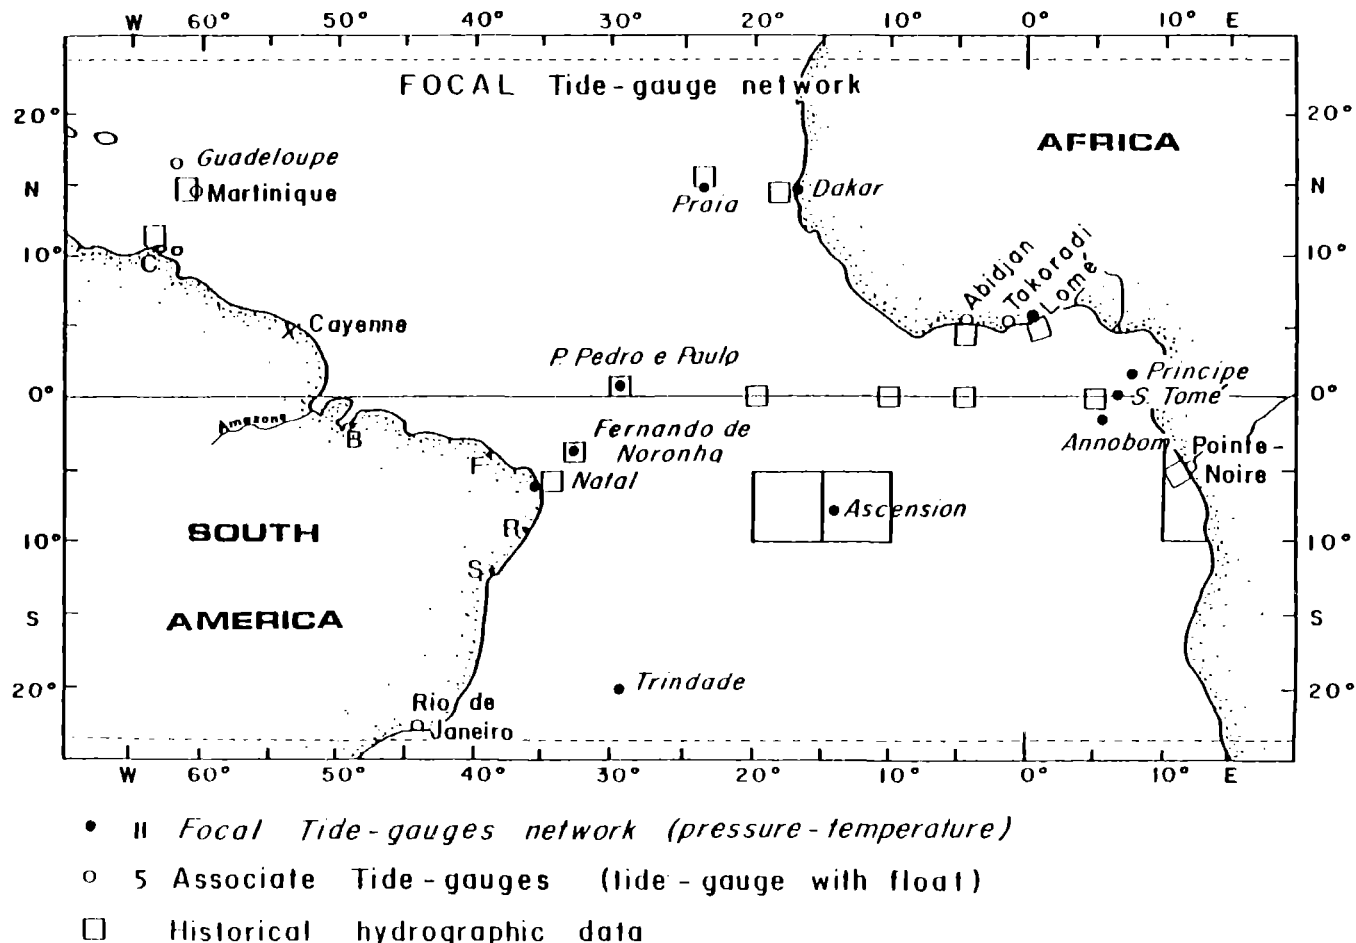 W 60° 50° 30° 20° 10° 0° 10° E
FOCAL Tide-gauge network
20° 20°
AFRICA
Guadeloupe
N Martinique Praia Dakar N
10° C 10°
Abidjan
Takoradi
Lomé
Cayenne
P. Pedro e Paulo
Principe
0° 0°
S. Tomé
Amazone
B
Fernando de
Noronha
Annobom
Pointe-
Noire
F
Natal
Ascension
SOUTH
R
10° 10°
S
S S
AMERICA
20° Trindade 20°
Rio de
Janeiro
W 60° 50° 40° 30° 20° 10° 0° 10° E
● 11 Focal Tide-gauges network (pressure-temperature)
○ 5 Associate Tide-gauges (tide-gauge with float)
□ Historical hydrographic data